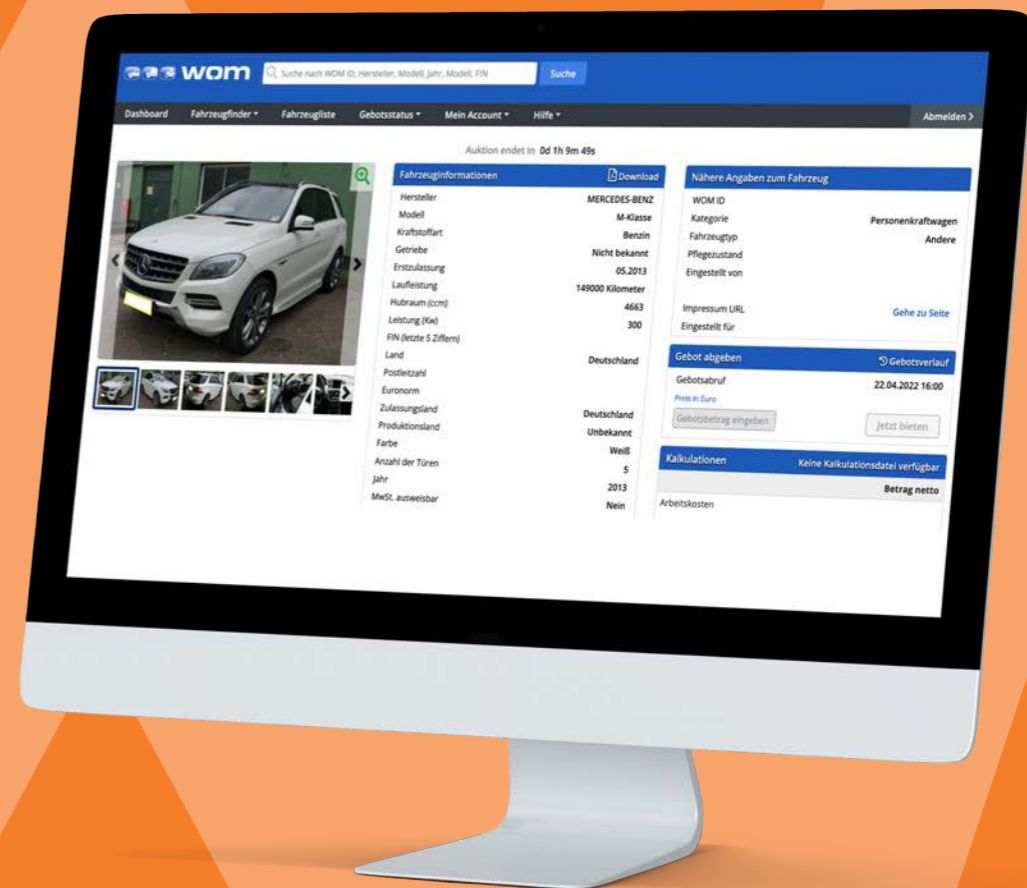 wom
Suche nach WOM ID, Hersteller, Modell, Jahr, Modell, FIN
Suche
Dashboard Fahrzeugfinder Fahrzeugliste Gebotsstatus Mein Account Hilfe Abmelden
Auktion endet in 0d 1h 9m 49s
Fahrzeuginformationen Download
Hersteller MERCEDES-BENZ
Modell M-Klasse
Kraftstoffart Benzin
Getriebe Nicht bekannt
Erstzulassung 05.2013
Laufleistung 149000 Kilometer
Hubraum (ccm) 4663
Leistung (Kw) 300
FIN (letzte 5 Ziffern)
Land Deutschland
Postleitzahl
Euronorm
Zulassungsland Deutschland
Produktionsland Unbekannt
Farbe Weiß
Anzahl der Türen 5
Jahr 2013
MwSt. ausweisbar Nein
Nähere Angaben zum Fahrzeug
WOM ID
Kategorie Personenkraftwagen
Fahrzeugtyp Andere
Pflegezustand
Eingestellt von
Impressum URL Gehe zu Seite
Eingestellt für
Gebot abgeben Gebotsverlauf
Gebotsabruf 22.04.2022 16:00
Preis in Euro
Gebotsbetrag eingeben Jetzt bieten
Kalkulationen Keine Kalkulationsdatei verfügbar
Betrag netto
Arbeitskosten